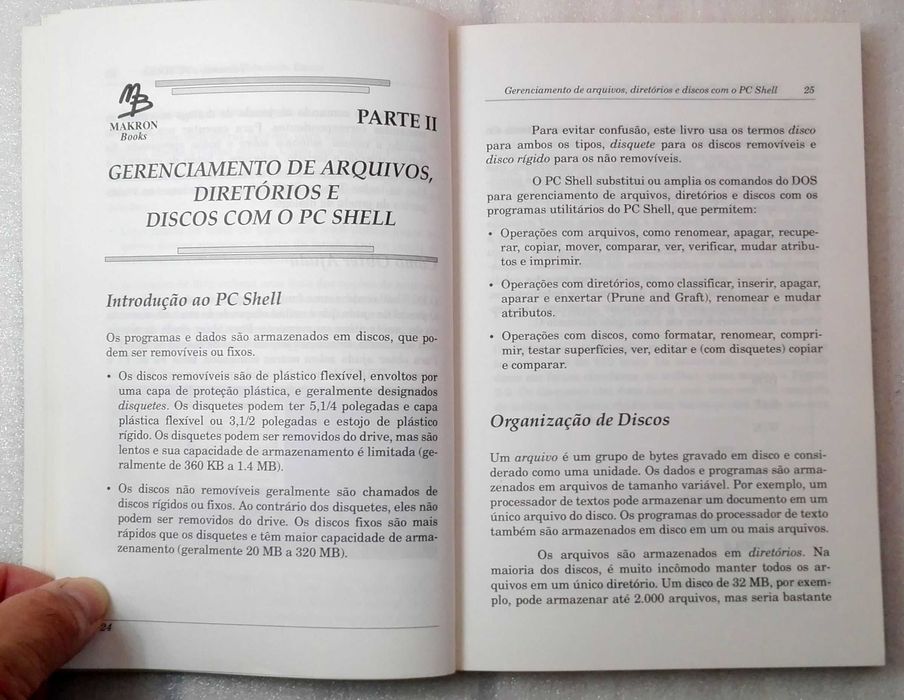 MAKRON
Books
PARTE II
GERENCIAMENTO DE ARQUIVOS,
DIRETÓRIOS E
DISCOS COM O PC SHELL
Introdução ao PC Shell
Os programas e dados são armazenados em discos, que po-
dem ser removíveis ou fixos.
• Os discos removíveis são de plástico flexível, envoltos por
uma capa de proteção plástica, e geralmente designados
disquetes. Os disquetes podem ter 5,1/4 polegadas e capa
plástica flexível ou 3,1/2 polegadas e estojo de plástico
rígido. Os disquetes podem ser removidos do drive, mas são
lentos e sua capacidade de armazenamento é limitada (ge-
ralmente de 360 KB a 1.4 MB).
• Os discos não removíveis geralmente são chamados de
discos rígidos ou fixos. Ao contrário dos disquetes, eles não
podem ser removidos do drive. Os discos fixos são mais
rápidos que os disquetes e têm maior capacidade de arma-
zenamento (geralmente 20 MB a 320 MB).
24
Gerenciamento de arquivos, diretórios e discos com o PC Shell 25
Para evitar confusão, este livro usa os termos disco
para ambos os tipos, disquete para os discos removíveis e
disco rígido para os não removíveis.
O PC Shell substitui ou amplia os comandos do DOS
para gerenciamento de arquivos, diretórios e discos com os
programas utilitários do PC Shell, que permitem:
• Operações com arquivos, como renomear, apagar, recupe-
rar, copiar, mover, comparar, ver, verificar, mudar atribu-
tos e imprimir.
• Operações com diretórios, como classificar, inserir, apagar,
aparar e enxertar (Prune and Graft), renomear e mudar
atributos.
• Operações com discos, como formatar, renomear, compri-
mir, testar superfícies, ver, editar e (com disquetes) copiar
e comparar.
Organização de Discos
Um arquivo é um grupo de bytes gravado em disco e consi-
derado como uma unidade. Os dados e programas são arma-
zenados em arquivos de tamanho variável. Por exemplo, um
processador de textos pode armazenar um documento em um
único arquivo do disco. Os programas do processador de texto
também são armazenados em disco em um ou mais arquivos.
Os arquivos são armazenados em diretórios. Na
maioria dos discos, é muito incômodo manter todos os ar-
quivos em um único diretório. Um disco de 32 MB, por exem-
plo, pode armazenar até 2.000 arquivos, mas seria bastante